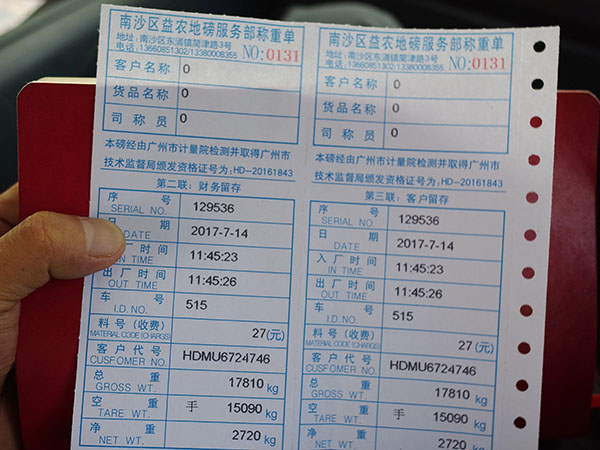 南沙区益农地磅服务部称重单
地址: 南沙区东涌镇简津路3号
电话:13660851302/13380008355 NO:0131
客户名称 0
货品名称 0
司称员 0
本磅经由广州市计量院检测并取得广州市
技术监督局颁发资格证号为: HD-20161843
第二联: 财务留存
序 号 129536
SERIAL NO.
日 期 2017-7-14
DATE
厂 时 间 11:45:23
IN TIME
出 厂 时 间 11:45:26
OUT TIME
车 号 515
I.D.NO.
料 号 (收费) 27(元)
MATERIAL CODE (CHARGS)
客 户 代 号 HDMU6724746
CUSFOMER NO.
总 重 17810 kg
GROSS WT.
空 重 手 15090 kg
TARE WT.
净 重 2720 kg
NET WT.
南沙区益农地磅服务部称重单
地址: 南沙区东涌镇简津路3号
电话:13660851302/13380008355 NO:0131
客户名称 0
货品名称 0
司称员 0
本磅经由广州市计量院检测并取得广州市
技术监督局颁发资格证号为: HD-20161843
第三联: 客户留存
序 号 129536
SERIAL NO.
日 期 2017-7-14
DATE
入 厂 时 间 11:45:23
IN TIME
出 厂 时 间 11:45:26
OUT TIME
车 号 515
I.D.NO.
料 号 (收费) 27(元)
MATERIAL CODE (CHARGS)
客 户 代 号 HDMU6724746
CUSFOMER NO.
总 重 17810 kg
GROSS WT.
空 重 手 15090 kg
TARE WT.
净 重 2720 kg
NET WT.